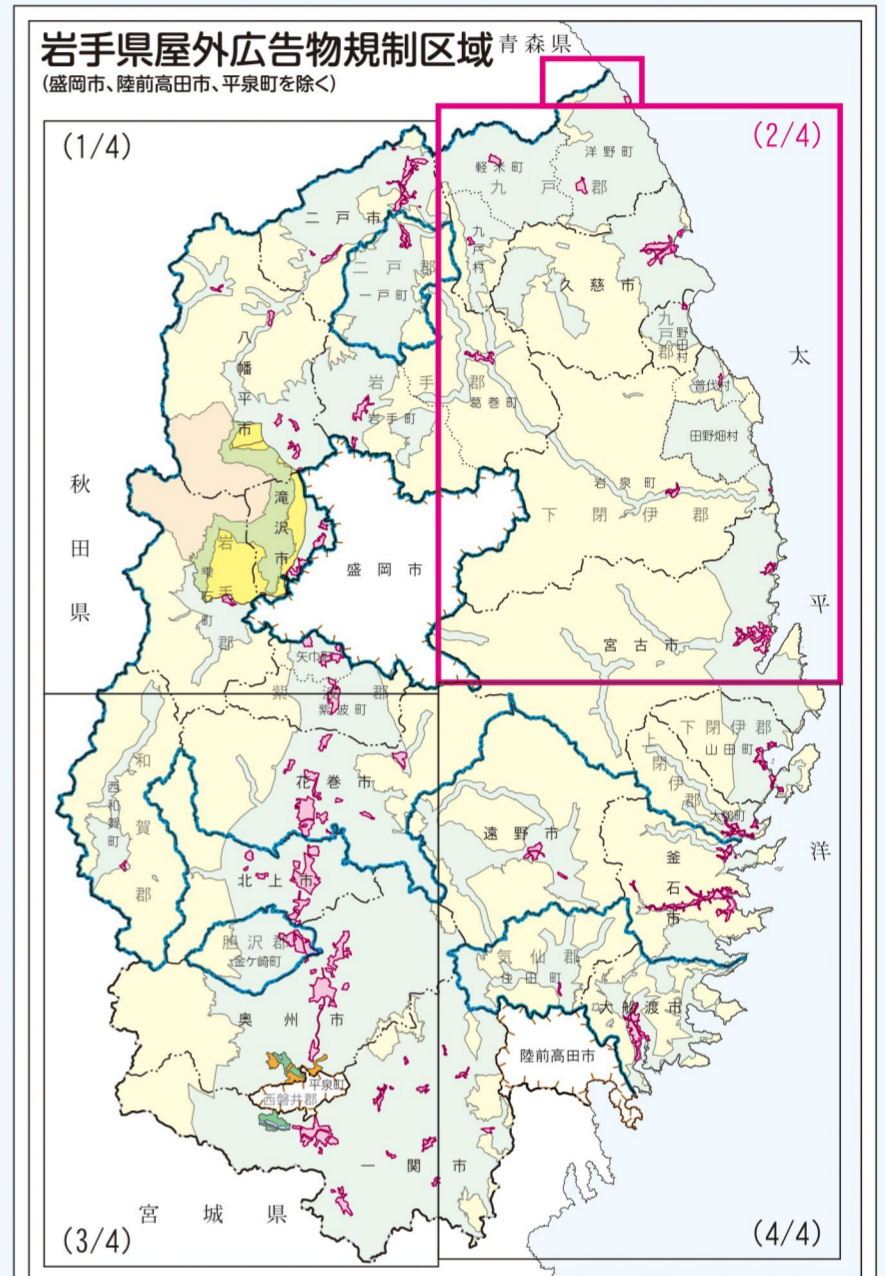 岩手県屋外広告物規制区域
(盛岡市、陸前高田市、平泉町を除く)
青森県
(1/4)
(2/4)
洋野町
軽米町
九戸郡
二戸市
九戸村
二戸郡
一戸町
久慈市
八幡平市
九戸郡
野田村
太平洋
岩手郡
葛巻町
岩手町
普代村
田野畑村
秋田県
滝沢市
岩泉町
下閉伊郡
岩手郡
雫石町
盛岡市
宮古市
矢巾町
紫波郡
紫波町
下閉伊郡
山田町
上閉伊郡
大槌町
和賀郡
西和賀町
花巻市
遠野市
釜石市
北上市
胆沢郡
金ケ崎町
気仙郡
住田町
大船渡市
奥州市
陸前高田市
平泉町
西磐井郡
一関市
宮城県
(3/4)
(4/4)